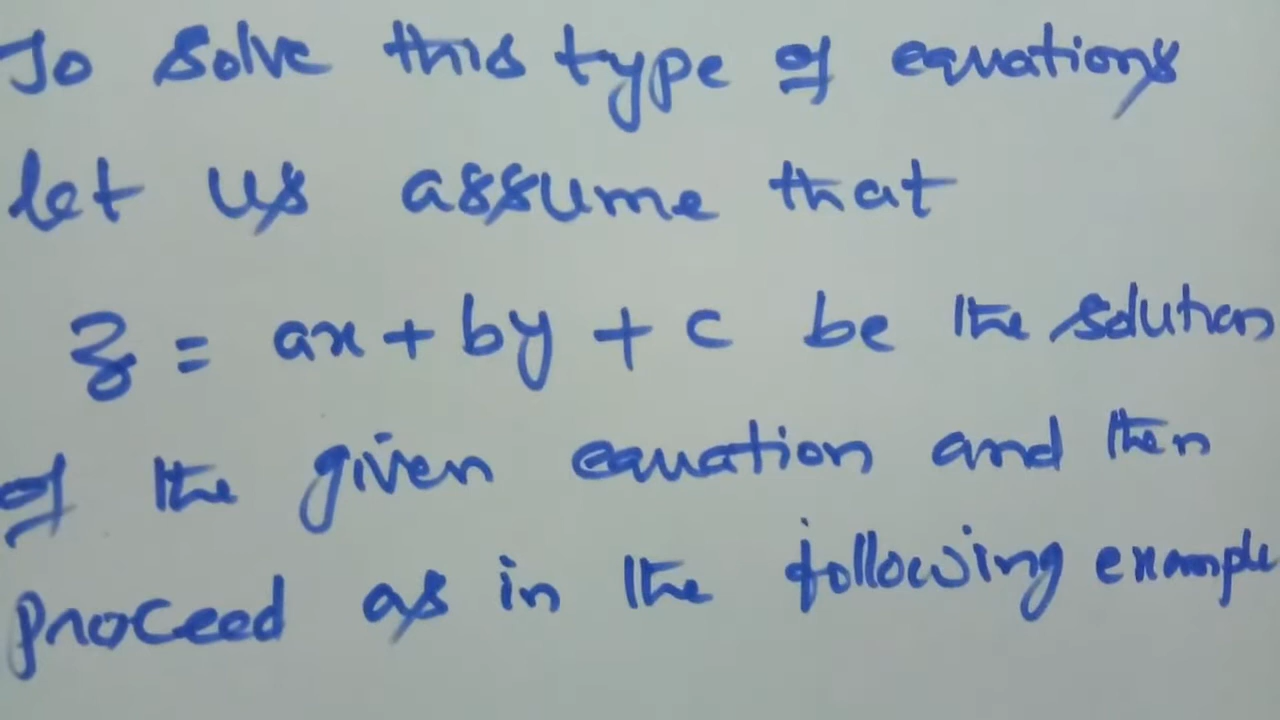 To solve this type of equations
let us assume that
z = ax + by + c be the solution
of the given equation and then
proceed as in the following example